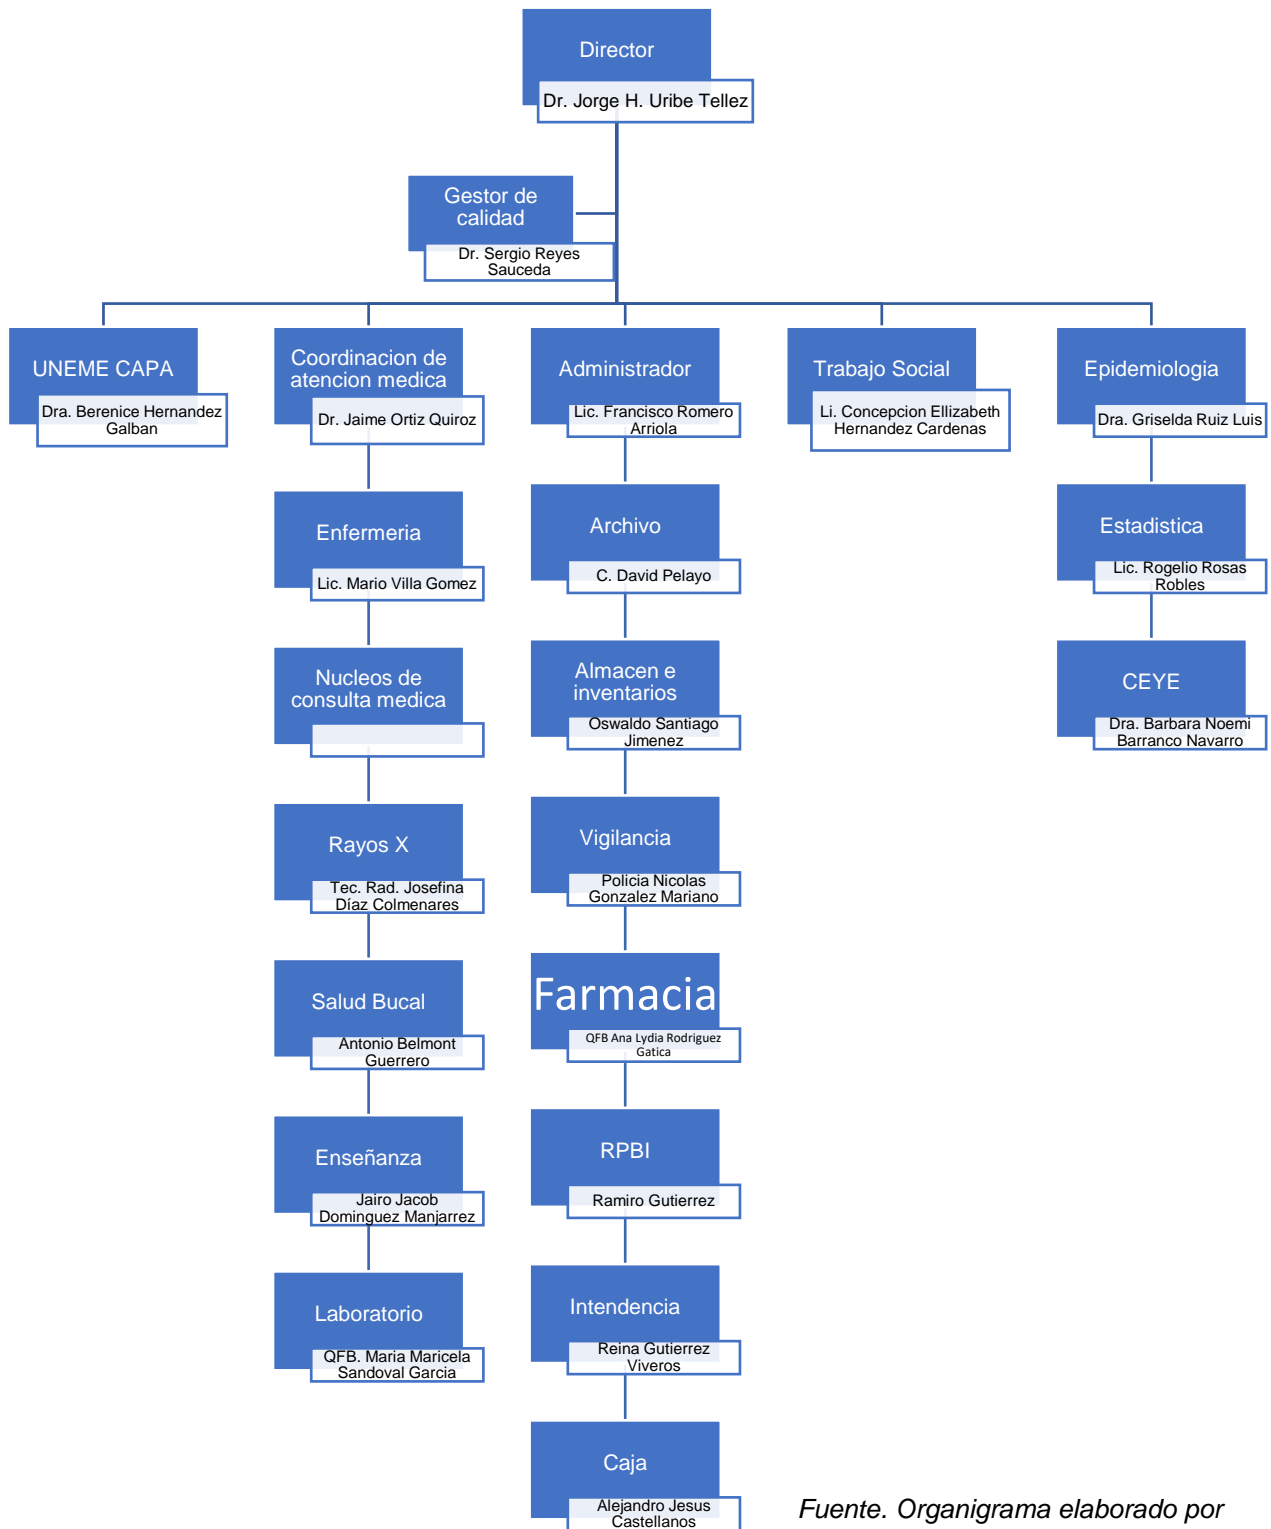 Director
Dr. Jorge H. Uribe Tellez
Gestor de
calidad
Dr. Sergio Reyes
Sauceda
UNEME CAPA
Dra. Berenice Hernandez
Galban
Coordinacion de
atencion medica
Dr. Jaime Ortiz Quiroz
Enfermeria
Lic. Mario Villa Gomez
Nucleos de
consulta medica
Rayos X
Tec. Rad. Josefina
Díaz Colmenares
Salud Bucal
Antonio Belmont
Guerrero
Enseñanza
Jairo Jacob
Dominguez Manjarrez
Laboratorio
QFB. Maria Maricela
Sandoval Garcia
Administrador
Lic. Francisco Romero
Arriola
Archivo
C. David Pelayo
Almacen e
inventarios
Oswaldo Santiago
Jimenez
Vigilancia
Policia Nicolas
Gonzalez Mariano
Farmacia
QFB Ana Lydia Rodriguez
Gatica
RPBI
Ramiro Gutierrez
Intendencia
Reina Gutierrez
Viveros
Caja
Alejandro Jesus
Castellanos
Trabajo Social
Li. Concepcion Ellizabeth
Hernandez Cardenas
Epidemiologia
Dra. Griselda Ruiz Luis
Estadistica
Lic. Rogelio Rosas
Robles
CEYE
Dra. Barbara Noemi
Barranco Navarro
Fuente. Organigrama elaborado por